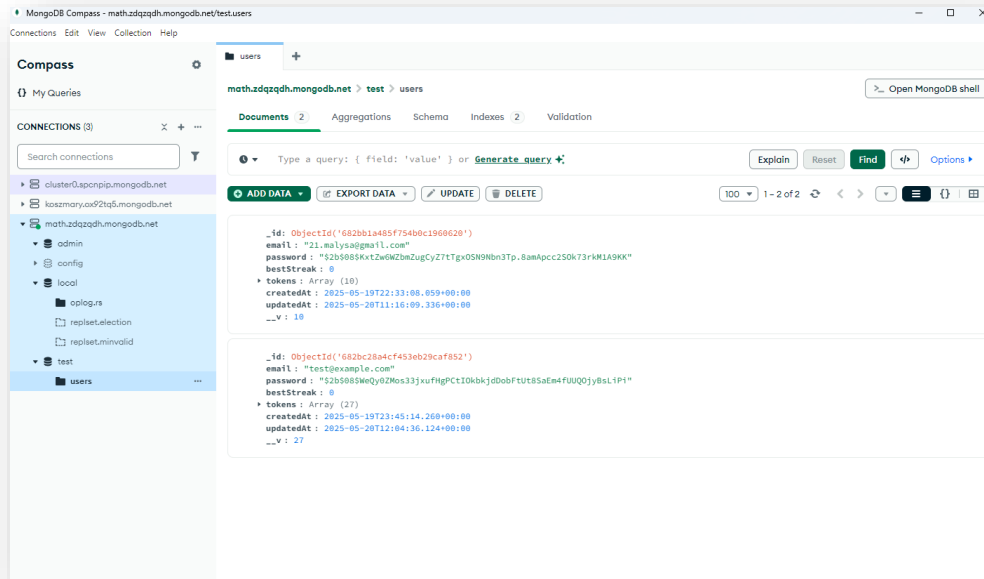 MongoDB Compass - math.zdqzqdh.mongodb.net/test.users
Connections Edit View Collection Help
Compass
My Queries
CONNECTIONS (3)
Search connections
cluster0.spcnpip.mongodb.net
koszmary.ox92tq5.mongodb.net
math.zdqzqdh.mongodb.net
admin
config
local
oplog.rs
replset.election
replset.minvalid
test
users
users
math.zdqzqdh.mongodb.net > test > users
>_ Open MongoDB shell
Documents 2 Aggregations Schema Indexes 2 Validation
Type a query: { field: 'value' } or Generate query
Explain Reset Find </> Options
ADD DATA EXPORT DATA UPDATE DELETE
100 1 – 2 of 2 {}
_id: ObjectId('682bb1a485f754b0c1960620')
email : "21.malysa@gmail.com"
password : "$2b$08$KxtZw6WZbmZugCyZ7tTgxOSN9Nbn3Tp.8amApcc2SOk73rkM1A9KK"
bestStreak : 0
tokens : Array (10)
createdAt : 2025-05-19T22:33:08.059+00:00
updatedAt : 2025-05-20T11:16:09.336+00:00
__v : 10
_id: ObjectId('682bc28a4cf453eb29caf852')
email : "test@example.com"
password : "$2b$08$WeQy0ZMos33jxufHgPCtIOkbkjdDobFtUt8SaEm4fUUQOjyBsLiPi"
bestStreak : 0
tokens : Array (27)
createdAt : 2025-05-19T23:45:14.260+00:00
updatedAt : 2025-05-20T12:04:36.124+00:00
__v : 27